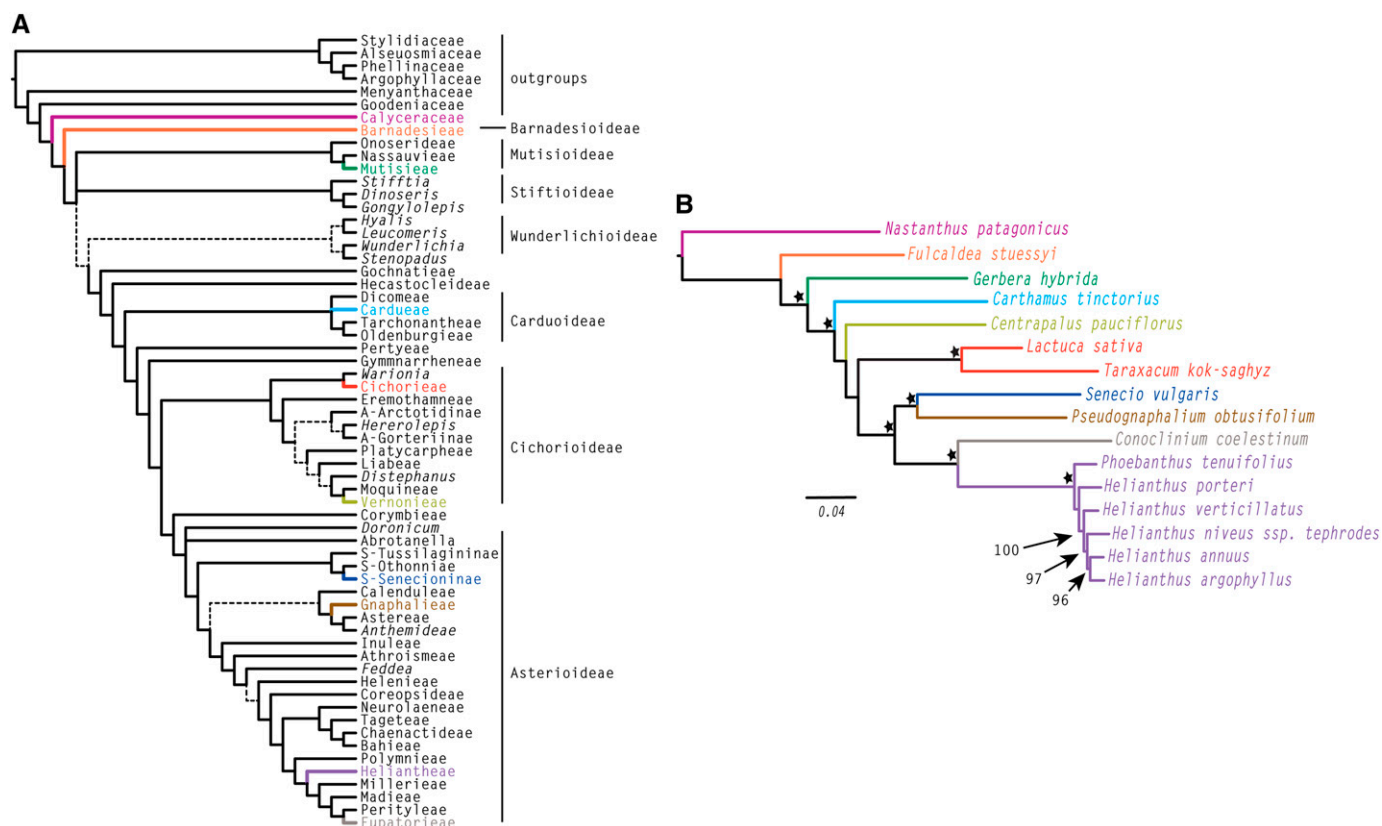 A
Stylidiaceae
Alseuosmiaceae
Phellinaceae
Argophyllaceae
Menyanthaceae
Goodeniaceae
Calyceraceae
Barnadesieae
Onoserideae
Nassauvieae
Mutisieae
Stifftia
Dinoseris
Gongylolepis
Hyalis
Leucomeris
Wunderlichia
Stenopadus
Gochnatieae
Hecastocleideae
Dicomeae
Cardueae
Tarchonantheae
Oldenburgieae
Pertyeae
Gymmnarrheneae
Warionia
Cichorieae
Eremothamneae
A-Arctotidinae
Hererolepis
A-Gorteriinae
Platycarpheae
Liabeae
Distephanus
Moquineae
Vernonieae
Corymbieae
Doronicum
Abrotanella
S-Tussilagininae
S-Othonniae
S-Senecioninae
Calenduleae
Gnaphalieae
Astereae
Anthemideae
Inuleae
Athroismeae
Feddea
Helenieae
Coreopsideae
Neurolaeneae
Tageteae
Chaenactideae
Bahieae
Polymnieae
Heliantheae
Millerieae
Madieae
Perityleae
Eupatorieae
outgroups
Barnadesioideae
Mutisioideae
Stiftioideae
Wunderlichioideae
Carduoideae
Cichorioideae
Asterioideae
B
Nastanthus patagonicus
Fulcaldea stuessyi
Gerbera hybrida
Carthamus tinctorius
Centrapalus pauciflorus
Lactuca sativa
Taraxacum kok-saghyz
Senecio vulgaris
Pseudognaphalium obtusifolium
Conoclinium coelestinum
Phoebanthus tenuifolius
Helianthus porteri
Helianthus verticillatus
Helianthus niveus ssp. tephrodes
Helianthus annuus
Helianthus argophyllus
0.04
100
97
96